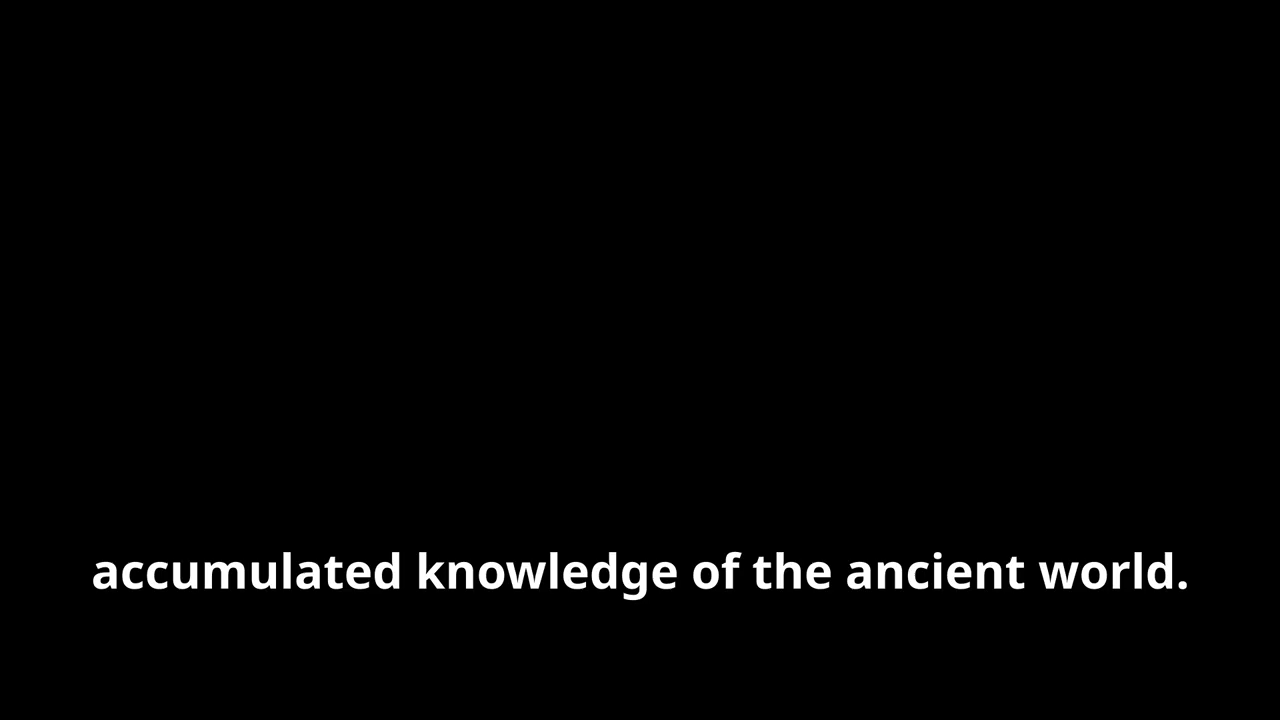 accumulated knowledge of the ancient world.